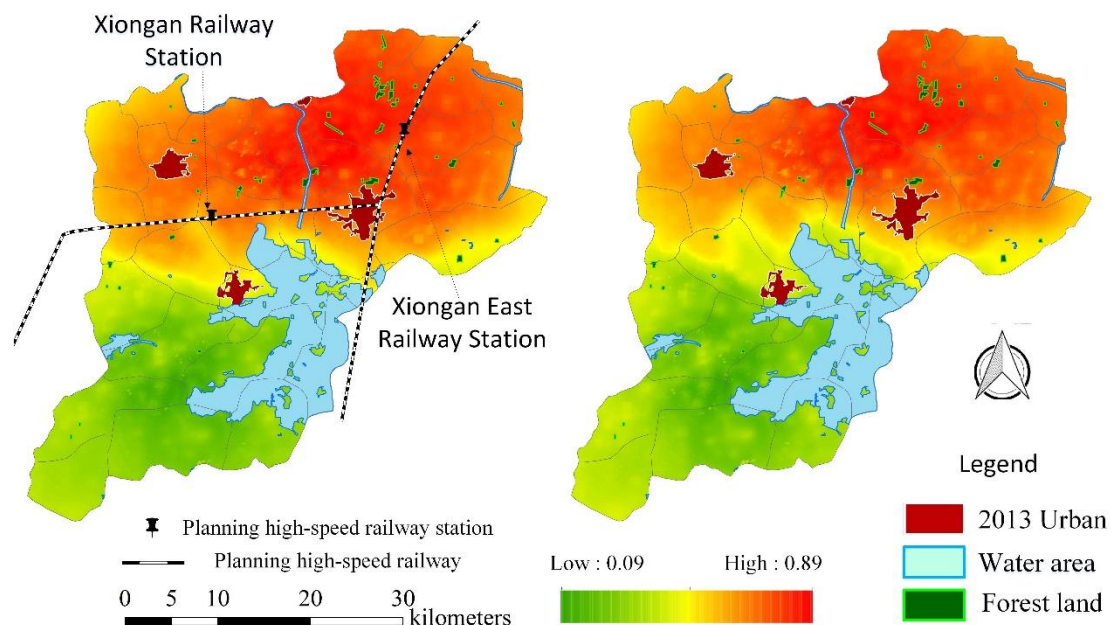 Xiongan Railway
Station
Xiongan East
Railway Station
Legend
Planning high-speed railway station
Planning high-speed railway
0 5 10 20 30
kilometers
Low : 0.09 High : 0.89
2013 Urban
Water area
Forest land